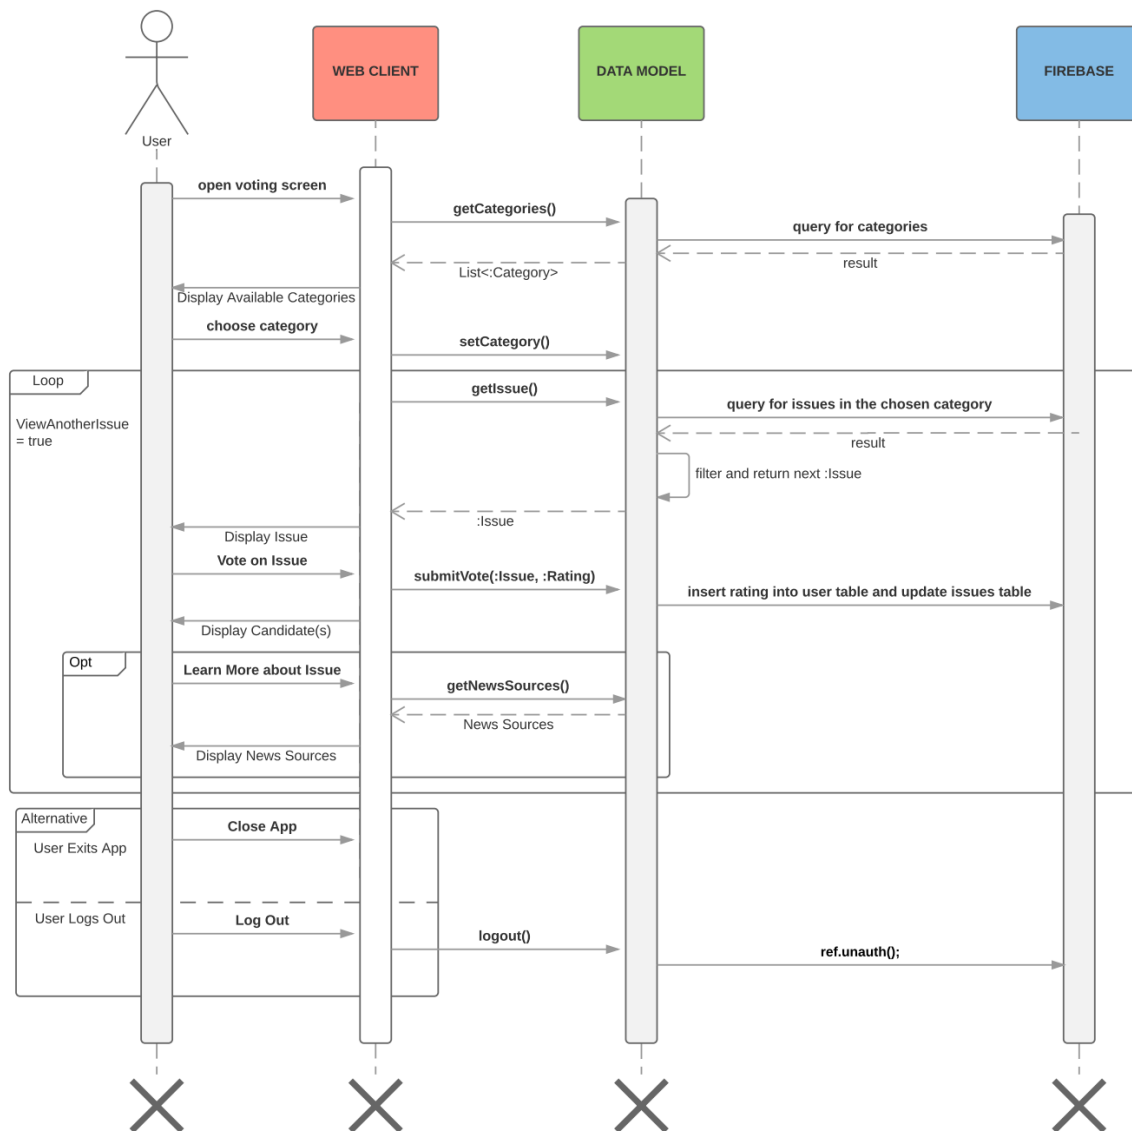 WEB CLIENT
DATA MODEL
FIREBASE
User
open voting screen
getCategories()
query for categories
result
List<:Category>
Display Available Categories
choose category
setCategory()
Loop
getIssue()
query for issues in the chosen category
ViewAnotherIssue
= true
result
filter and return next :Issue
:Issue
Display Issue
Vote on Issue
submitVote(:Issue, :Rating)
insert rating into user table and update issues table
Display Candidate(s)
Opt
Learn More about Issue
getNewsSources()
News Sources
Display News Sources
Alternative
Close App
User Exits App
User Logs Out
Log Out
logout()
ref.unauth();